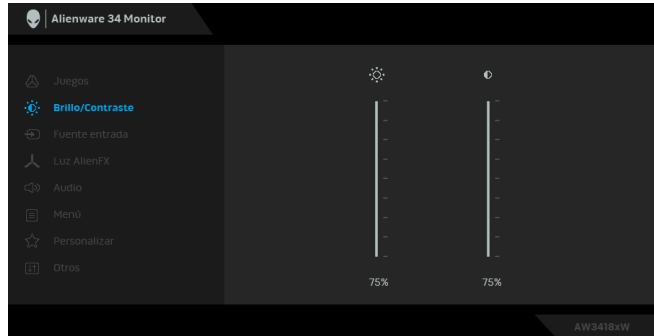 Alienware 34 Monitor
Juegos
Brillo/Contraste
Fuente entrada
Luz AlienFX
Audio
Menú
Personalizar
Otros
75% 75%
AW3418xW